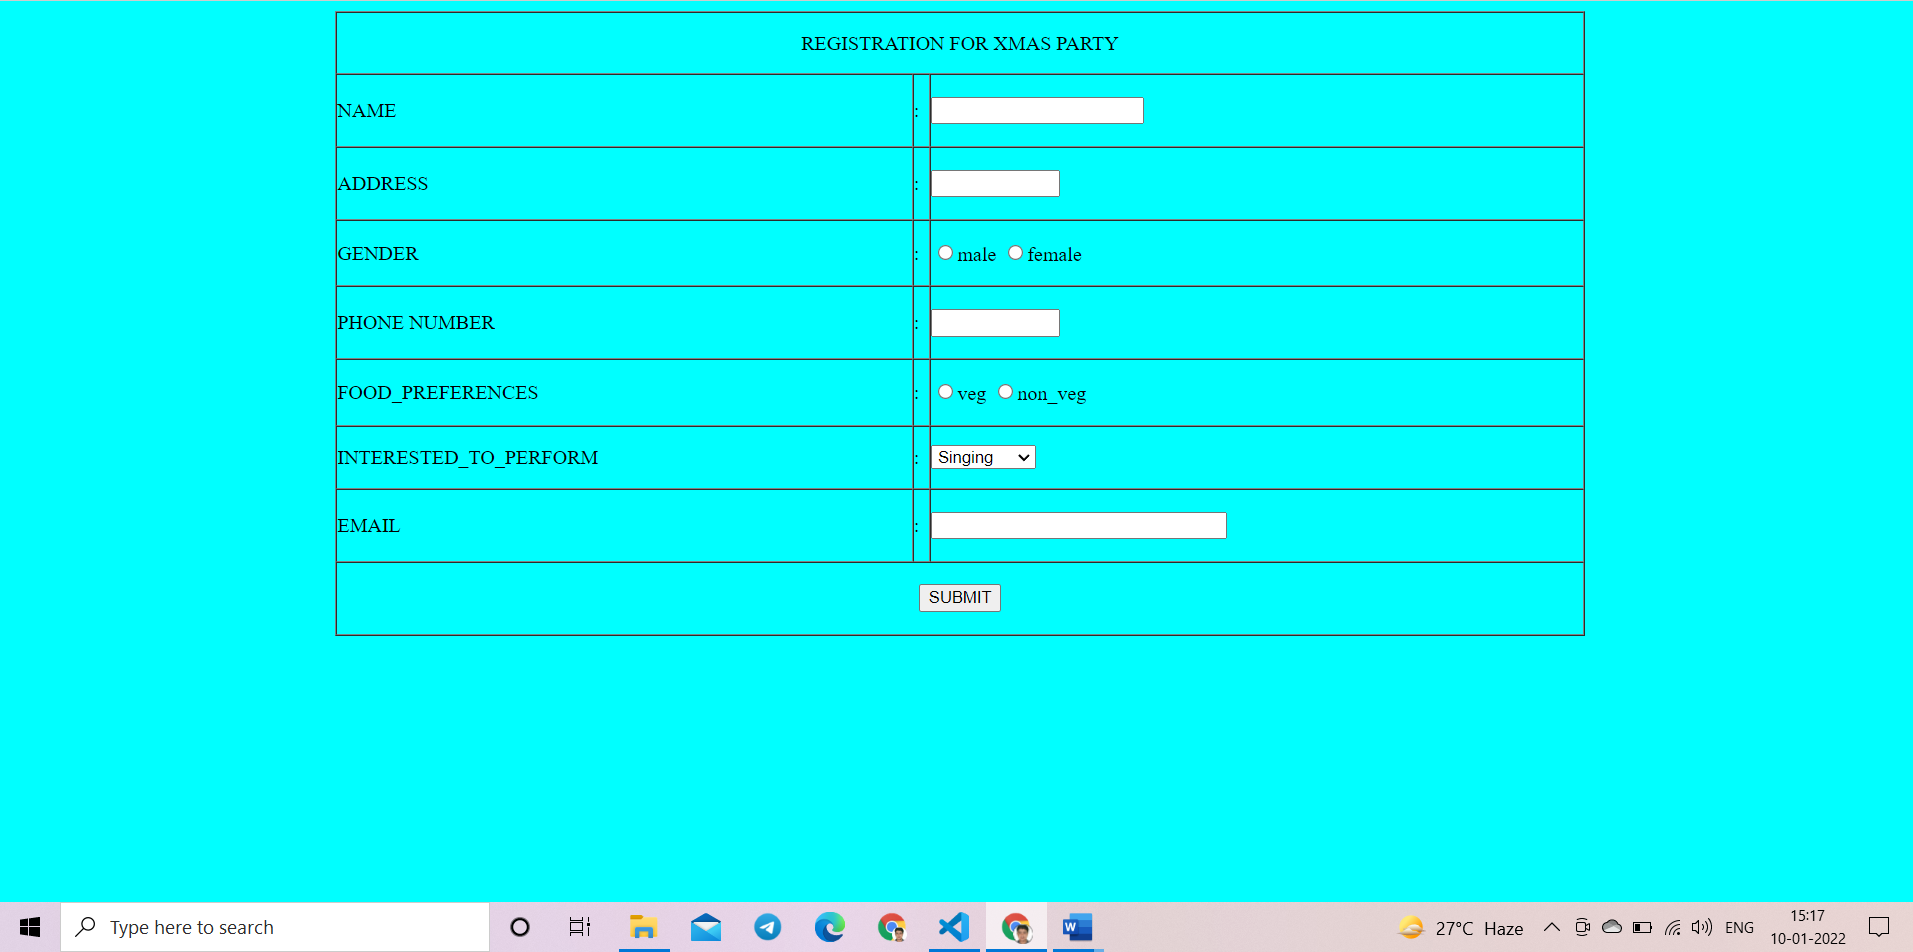 REGISTRATION FOR XMAS PARTY
NAME :
ADDRESS :
GENDER : male female
PHONE NUMBER :
FOOD_PREFERENCES : veg non_veg
INTERESTED_TO_PERFORM : Singing
EMAIL :
SUBMIT
Type here to search
W
27°C Haze
ENG
15:17
10-01-2022